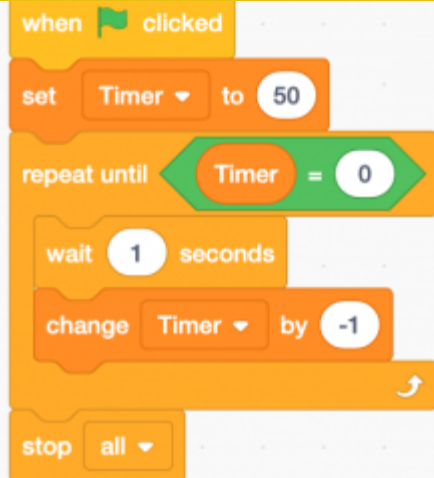 when clicked
set Timer to 50
repeat until Timer = 0
wait 1 seconds
change Timer by -1
stop all